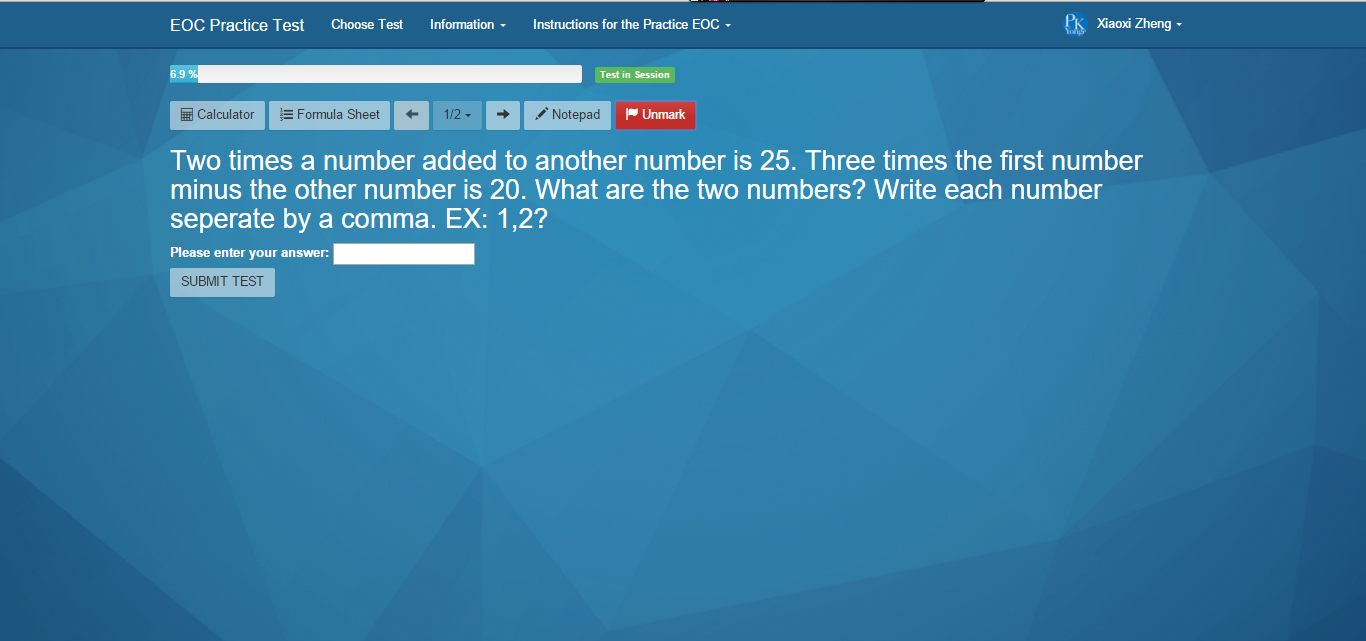 EOC Practice Test Choose Test Information Instructions for the Practice EOC Xiaoxi Zheng
6.9 % Test in Session
Calculator Formula Sheet 1/2 Notepad Unmark
Two times a number added to another number is 25. Three times the first number
minus the other number is 20. What are the two numbers? Write each number
seperate by a comma. EX: 1,2?
Please enter your answer:
SUBMIT TEST